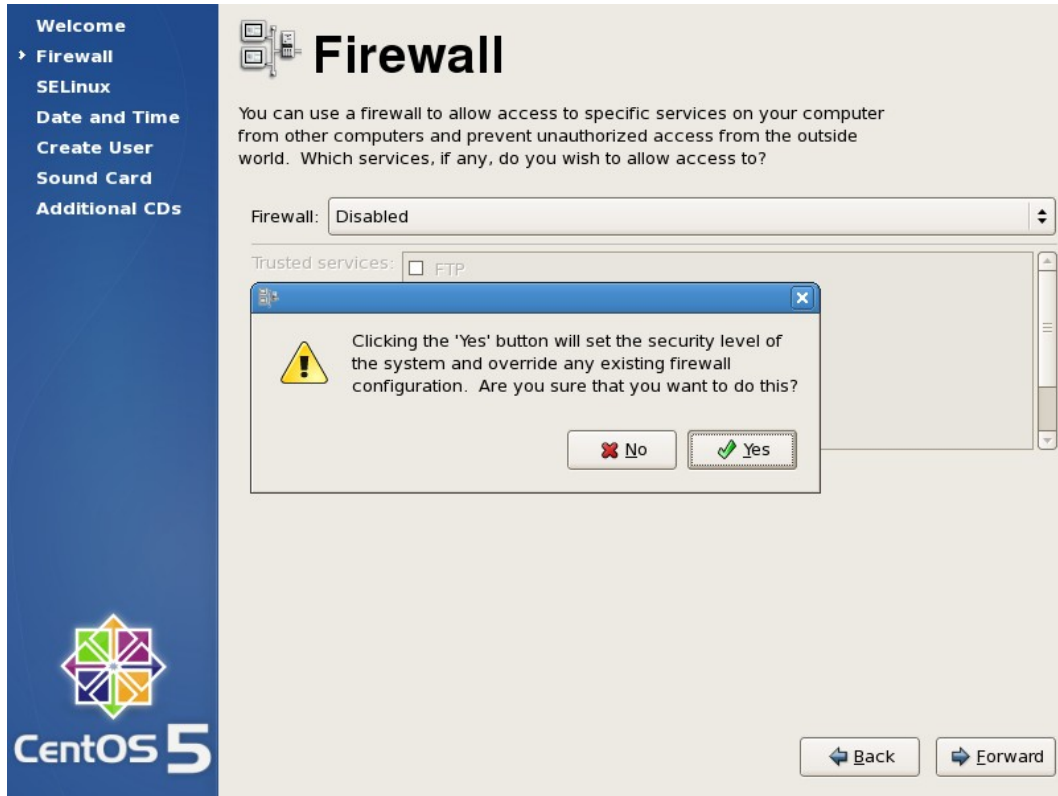 Welcome
Firewall
SELinux
Date and Time
Create User
Sound Card
Additional CDs
CentOS 5
Firewall
You can use a firewall to allow access to specific services on your computer
from other computers and prevent unauthorized access from the outside
world. Which services, if any, do you wish to allow access to?
Firewall: Disabled
Trusted services: FTP
Clicking the 'Yes' button will set the security level of
the system and override any existing firewall
configuration. Are you sure that you want to do this?
No Yes
Back Forward